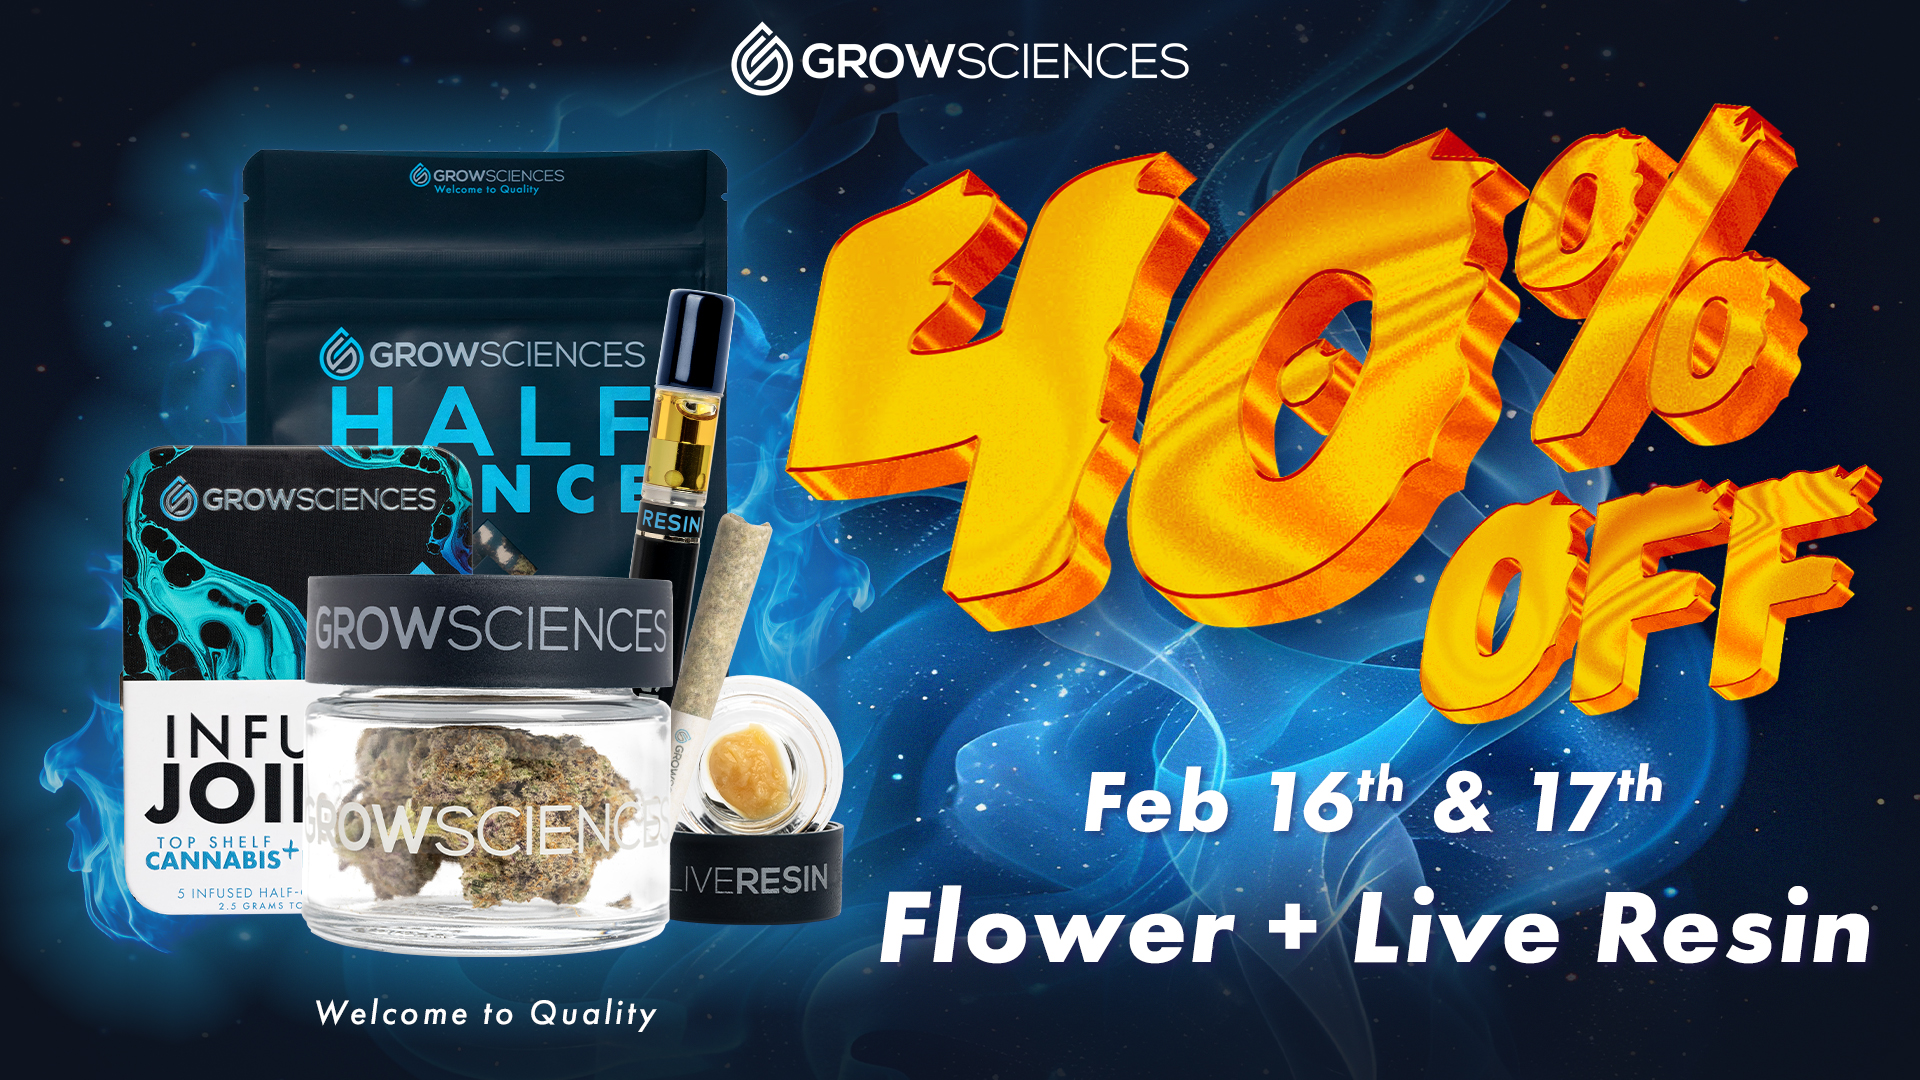 GROWSCIENCES
GROWSCIENCES
Welcome to Quality
GROWSCIENCES
HALF
GROWSCIENCES
RESIN
GROWSCIENCES
INFU
JOI
TOP SHELF
CANNABIS+
5 INFUSED HALF-
2.5 GRAMS TO
GROWSCIENCES
LIVERESIN
Welcome to Quality
40% OFF
Feb 16th & 17th
Flower + Live Resin